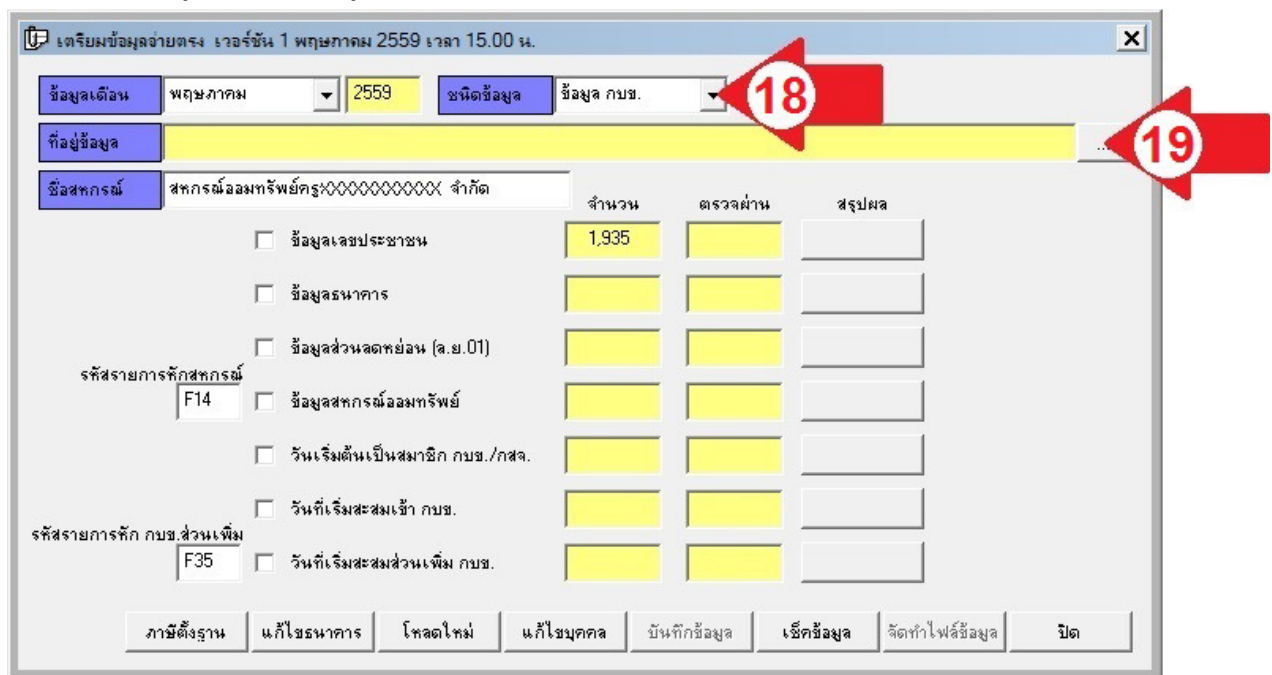 เตรียมข้อมูลจ่ายตรง เวอร์ชัน 1 พฤษภาคม 2559 เวลา 15.00 น.
ข้อมูลเดือน พฤษภาคม 2559 ชนิดข้อมูล ข้อมูล กบข. 18
ที่อยู่ข้อมูล ... 19
ชื่อสหกรณ์ สหกรณ์ออมทรัพย์ครูXXXXXXXXXXX จำกัด
จำนวน ตรวจผ่าน สรุปผล
ข้อมูลเลขประชาชน 1,935
ข้อมูลธนาคาร
ข้อมูลส่วนลดหย่อน (ล.ย.01)
รหัสรายการหักสหกรณ์
F14 ข้อมูลสหกรณ์ออมทรัพย์
วันเริ่มต้นเป็นสมาชิก กบข./กสจ.
วันที่เริ่มสะสมเข้า กบข.
รหัสรายการหัก กบข.ส่วนเพิ่ม
F35 วันที่เริ่มสะสมส่วนเพิ่ม กบข.
ภาษีตั้งฐาน แก้ไขธนาคาร โหลดใหม่ แก้ไขบุคคล บันทึกข้อมูล เช็คข้อมูล จัดทำไฟล์ข้อมูล ปิด